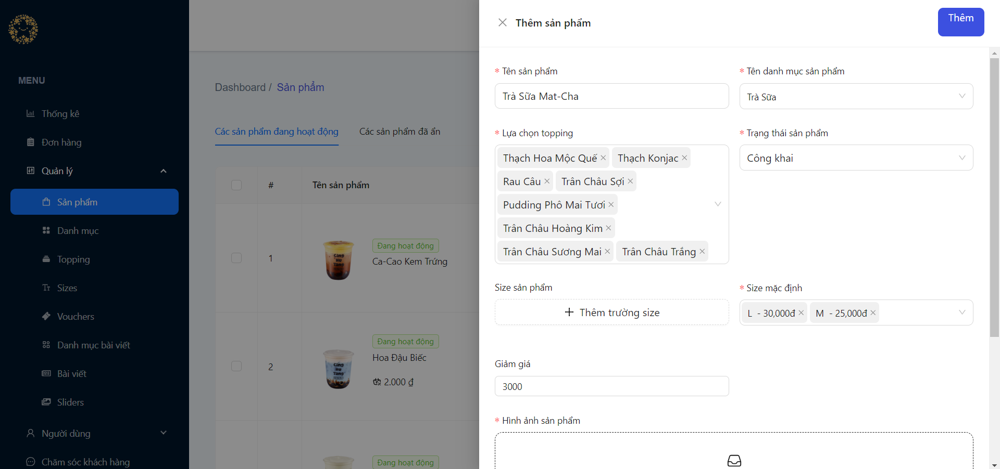 MENU
Thống kê
Đơn hàng
Quản lý
Sản phẩm
Danh mục
Topping
Sizes
Vouchers
Danh mục bài viết
Bài viết
Sliders
Người dùng
Chăm sóc khách hàng
Dashboard / Sản phẩm
Các sản phẩm đang hoạt động
Các sản phẩm đã ẩn
# Tên sản phẩm
1
Đang hoạt động
Ca-Cao Kem Trứng
2
Đang hoạt động
Hoa Đậu Biếc
2.000 ₫
Đang hoạt động
Thêm sản phẩm
Thêm
* Tên sản phẩm
Trà Sữa Mat-Cha
* Tên danh mục sản phẩm
Trà Sữa
* Lựa chọn topping
Thạch Hoa Mộc Quế Thạch Konjac
Rau Câu Trân Châu Sợi
Pudding Phô Mai Tươi
Trân Châu Hoàng Kim
Trân Châu Sương Mai Trân Châu Trắng
* Trạng thái sản phẩm
Công khai
Size sản phẩm
+ Thêm trường size
* Size mặc định
L - 30,000đ M - 25,000đ
Giảm giá
3000
* Hình ảnh sản phẩm